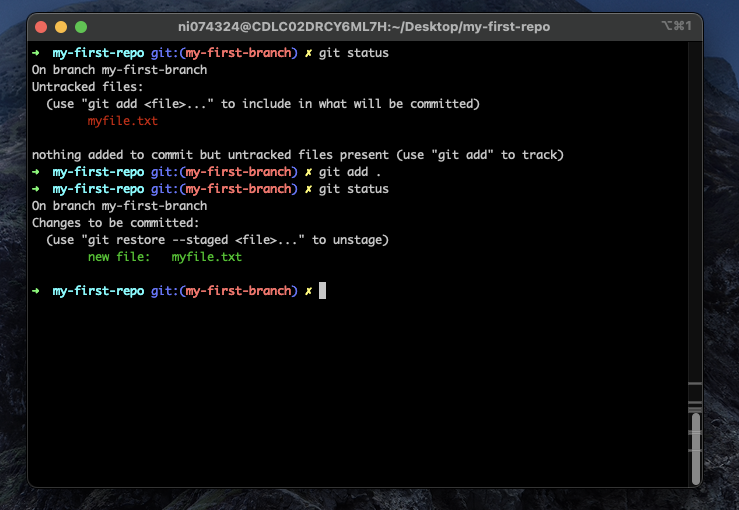 ni074324@CDLC02DRCY6ML7H:~/Desktop/my-first-repo ⌥⌘1
➜ my-first-repo git:(my-first-branch) ✗ git status
On branch my-first-branch
Untracked files:
(use "git add <file>..." to include in what will be committed)
myfile.txt
nothing added to commit but untracked files present (use "git add" to track)
➜ my-first-repo git:(my-first-branch) ✗ git add .
➜ my-first-repo git:(my-first-branch) ✗ git status
On branch my-first-branch
Changes to be committed:
(use "git restore --staged <file>..." to unstage)
new file: myfile.txt
➜ my-first-repo git:(my-first-branch) ✗